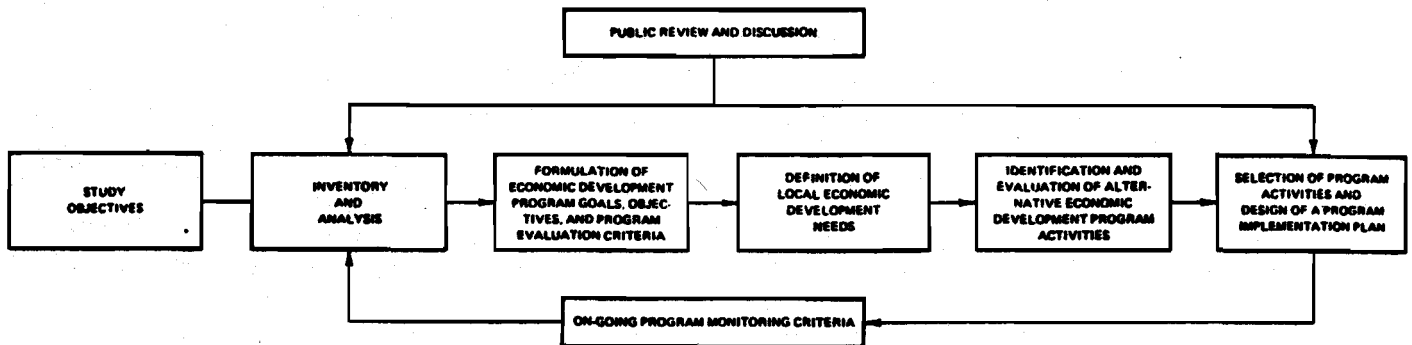 PUBLIC REVIEW AND DISCUSSION
STUDY
OBJECTIVES
INVENTORY
AND
ANALYSIS
FORMULATION OF
ECONOMIC DEVELOPMENT
PROGRAM GOALS, OBJEC-
TIVES, AND PROGRAM
EVALUATION CRITERIA
DEFINITION OF
LOCAL ECONOMIC
DEVELOPMENT
NEEDS
IDENTIFICATION AND
EVALUATION OF ALTER-
NATIVE ECONOMIC
DEVELOPMENT PROGRAM
ACTIVITIES
SELECTION OF PROGRAM
ACTIVITIES AND
DESIGN OF A PROGRAM
IMPLEMENTATION PLAN
ON-GOING PROGRAM MONITORING CRITERIA